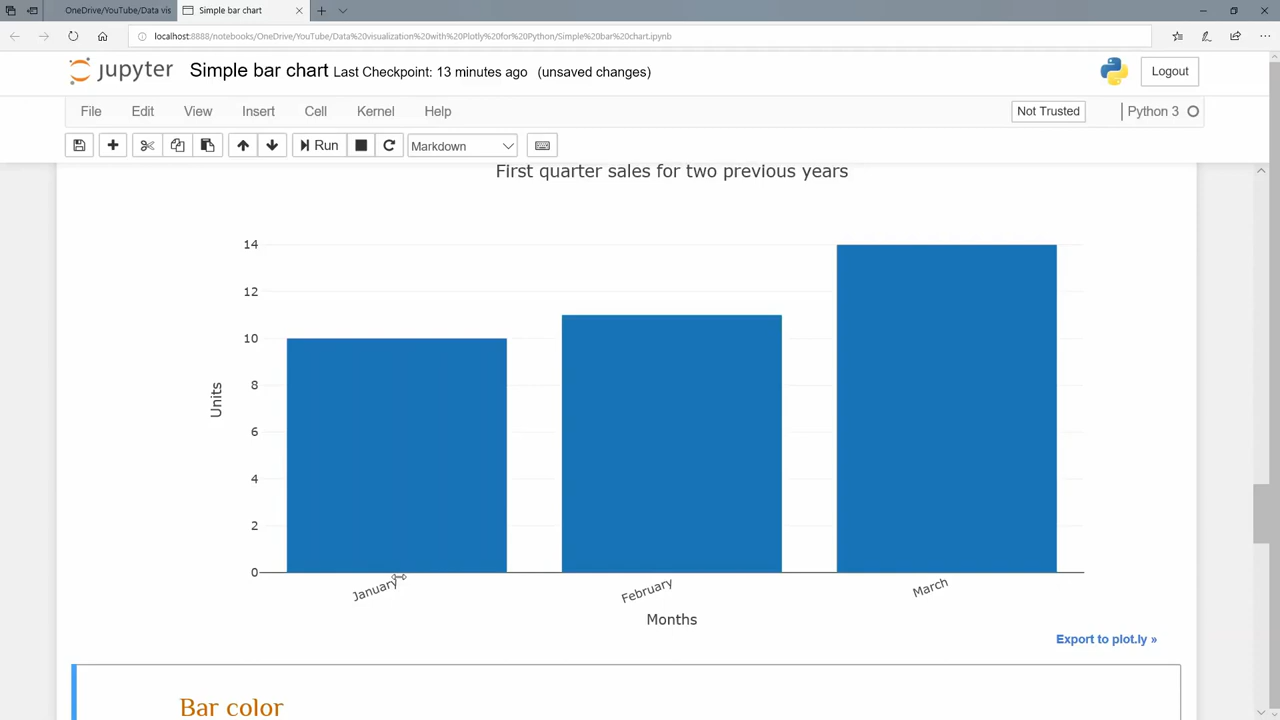 OneDrive/YouTube/Data vis
Simple bar chart
localhost:8888/notebooks/OneDrive/YouTube/Data%20visualization%20with%20Plotly%20for%20Python/Simple%20bar%20chart.ipynb
jupyter Simple bar chart Last Checkpoint: 13 minutes ago (unsaved changes) Logout
File Edit View Insert Cell Kernel Help Not Trusted Python 3
Run Markdown
First quarter sales for two previous years
14
12
10
8
6
4
2
0
Units
January February March
Months
Export to plot.ly »
Bar color